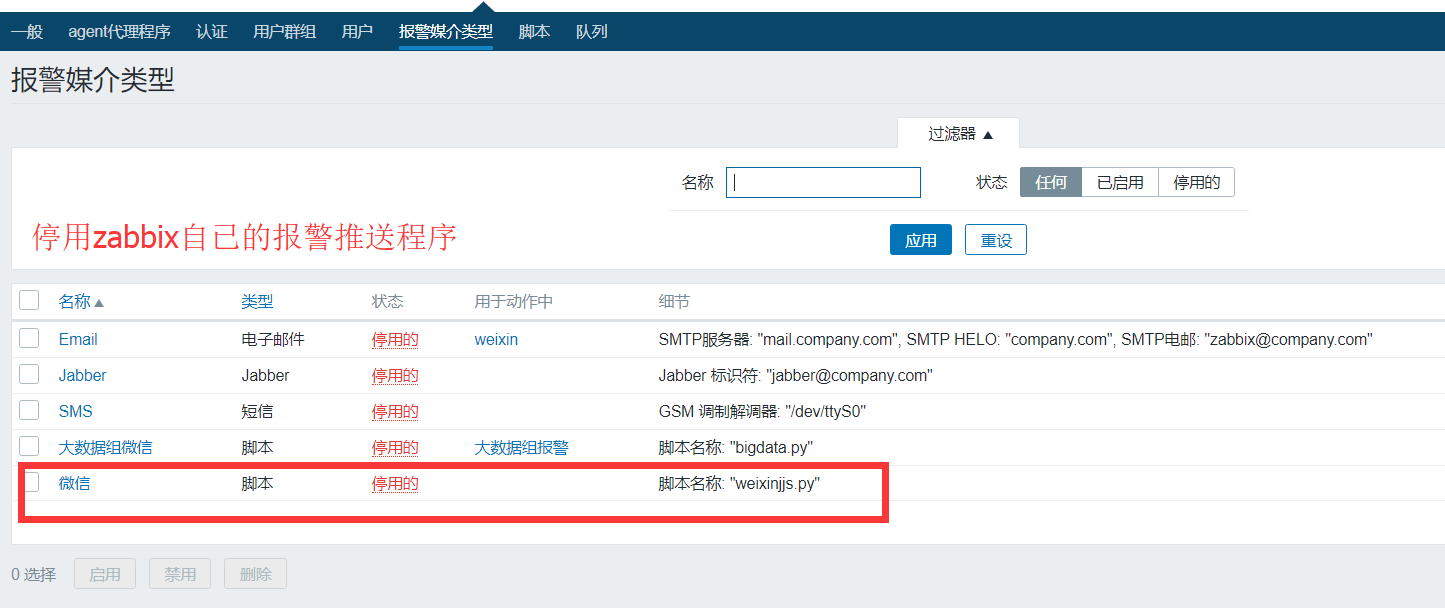 一般 agent代理程序 认证 用户群组 用户 报警媒介类型 脚本 队列
报警媒介类型
过滤器 ▲
名称 状态 任何 已启用 停用的
停用zabbix自己的报警推送程序
应用 重设
名称▲ 类型 状态 用于动作中 细节
Email 电子邮件 停用的 weixin SMTP服务器: "mail.company.com", SMTP HELO: "company.com", SMTP电邮: "zabbix@company.com"
Jabber Jabber 停用的 Jabber 标识符: "jabber@company.com"
SMS 短信 停用的 GSM 调制解调器: "/dev/ttyS0"
大数据组微信 脚本 停用的 大数据组报警 脚本名称: "bigdata.py"
微信 脚本 停用的 脚本名称: "weixinjjs.py"
0 选择 启用 禁用 删除